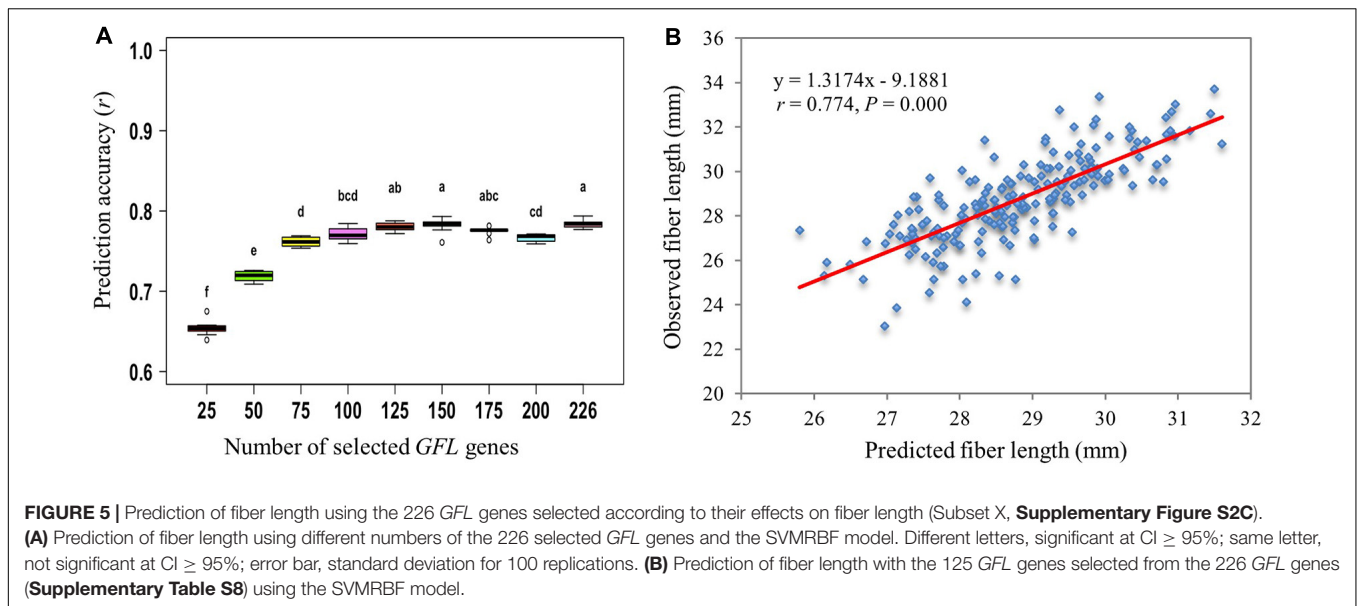 A
Prediction accuracy (r)
1.0
0.9
0.8
0.7
0.6
f
e
d
bcd
ab
a
abc
cd
a
25 50 75 100 125 150 175 200 226
Number of selected GFL genes
B
Observed fiber length (mm)
36
34
32
30
28
26
24
22
20
y = 1.3174x - 9.1881
r = 0.774, P = 0.000
25 26 27 28 29 30 31 32
Predicted fiber length (mm)
FIGURE 5 | Prediction of fiber length using the 226 GFL genes selected according to their effects on fiber length (Subset X, Supplementary Figure S2C).
(A) Prediction of fiber length using different numbers of the 226 selected GFL genes and the SVMRBF model. Different letters, significant at CI ≥ 95%; same letter,
not significant at CI ≥ 95%; error bar, standard deviation for 100 replications. (B) Prediction of fiber length with the 125 GFL genes selected from the 226 GFL genes
(Supplementary Table S8) using the SVMRBF model.